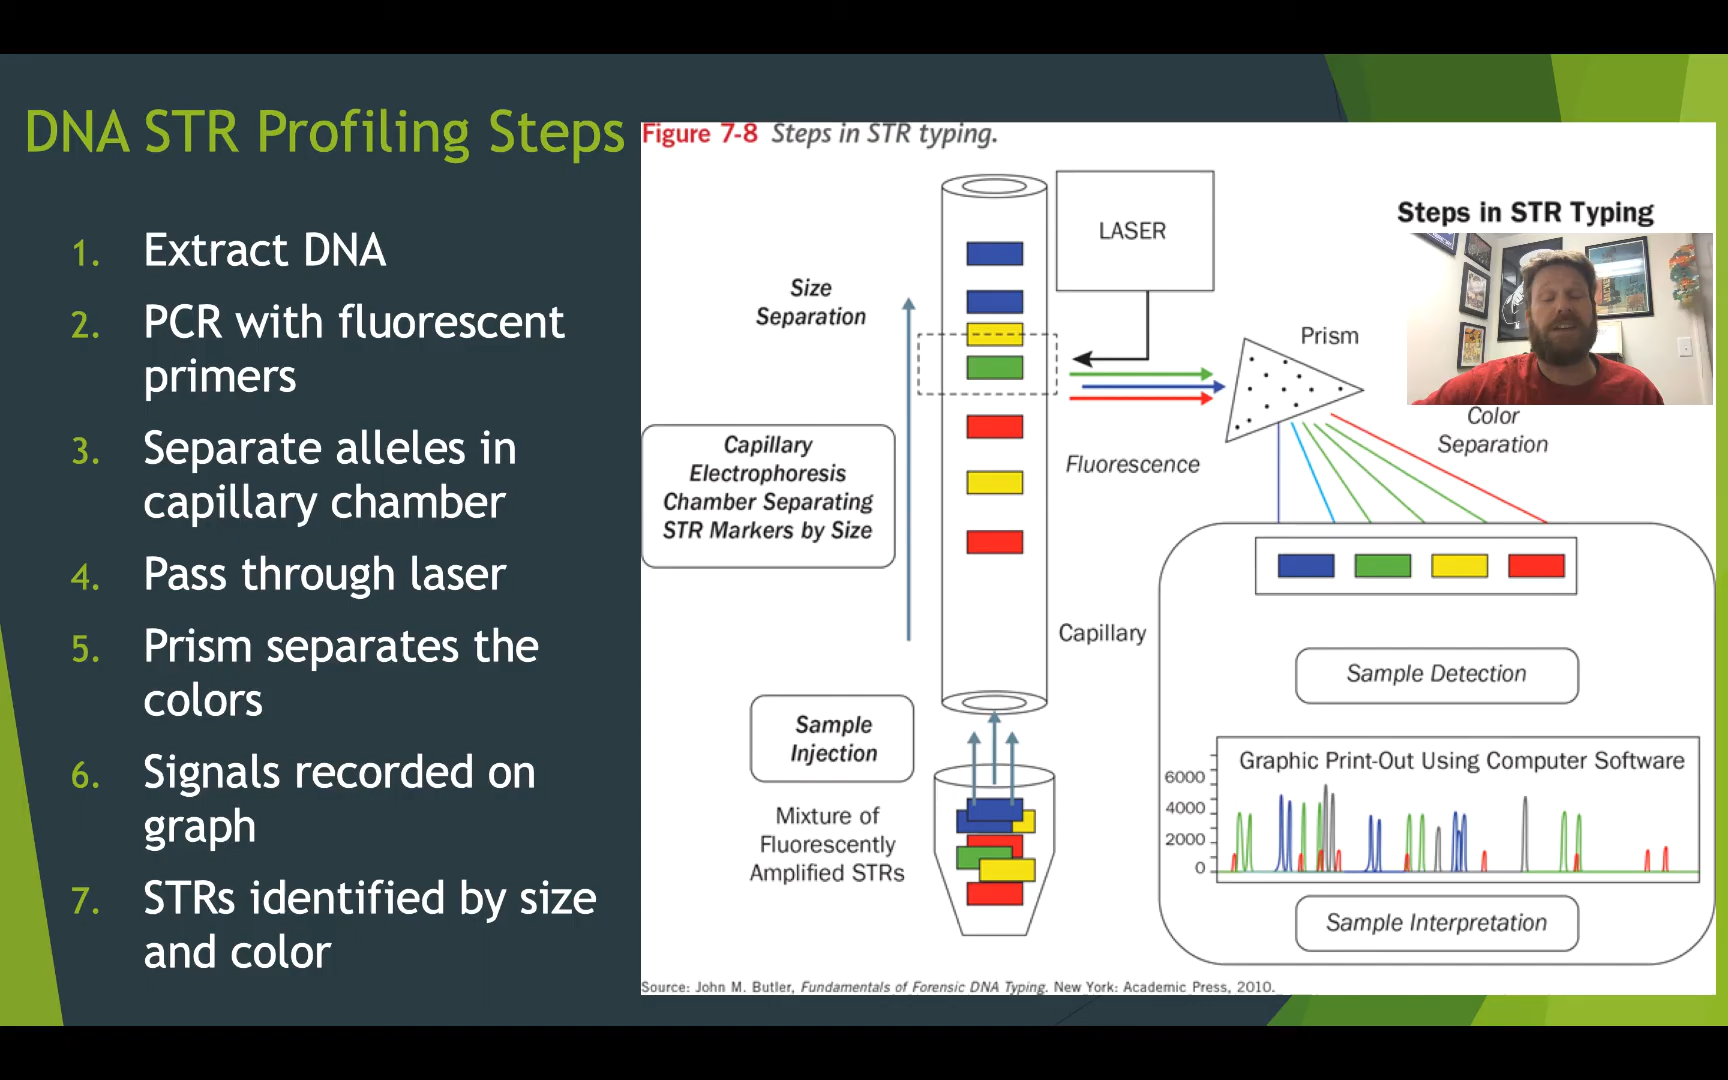 DNA STR Profiling Steps
1. Extract DNA
2. PCR with fluorescent
primers
3. Separate alleles in
capillary chamber
4. Pass through laser
5. Prism separates the
colors
6. Signals recorded on
graph
7. STRs identified by size
and color
Figure 7-8 Steps in STR typing.
Steps in STR Typing
LASER
Size
Separation
Prism
Color
Separation
Capillary
Electrophoresis
Chamber Separating
STR Markers by Size
Fluorescence
Capillary
Sample Detection
Sample
Injection
Mixture of
Fluorescently
Amplified STRs
Graphic Print-Out Using Computer Software
6000
4000
2000
0
Sample Interpretation
Source: John M. Butler, Fundamentals of Forensic DNA Typing. New York: Academic Press, 2010.